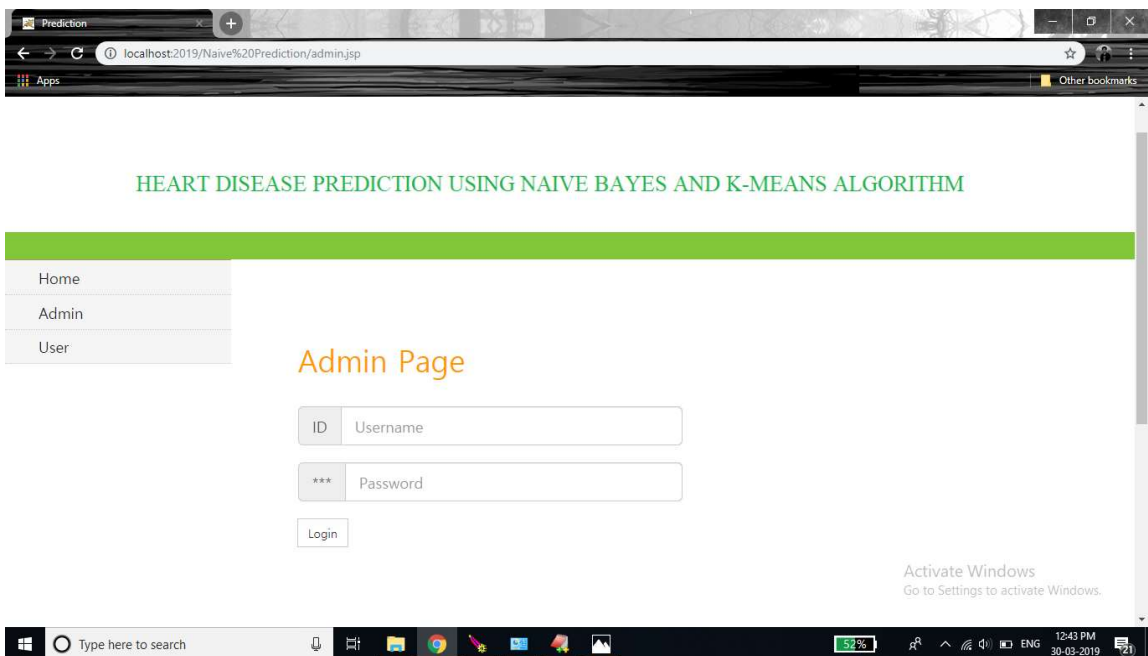 Prediction
localhost:2019/Naive%20Prediction/admin.jsp
Apps
Other bookmarks
HEART DISEASE PREDICTION USING NAIVE BAYES AND K-MEANS ALGORITHM
Home
Admin
User
Admin Page
ID Username
*** Password
Login
Activate Windows
Go to Settings to activate Windows.
Type here to search
52%
ENG
12:43 PM
30-03-2019
21